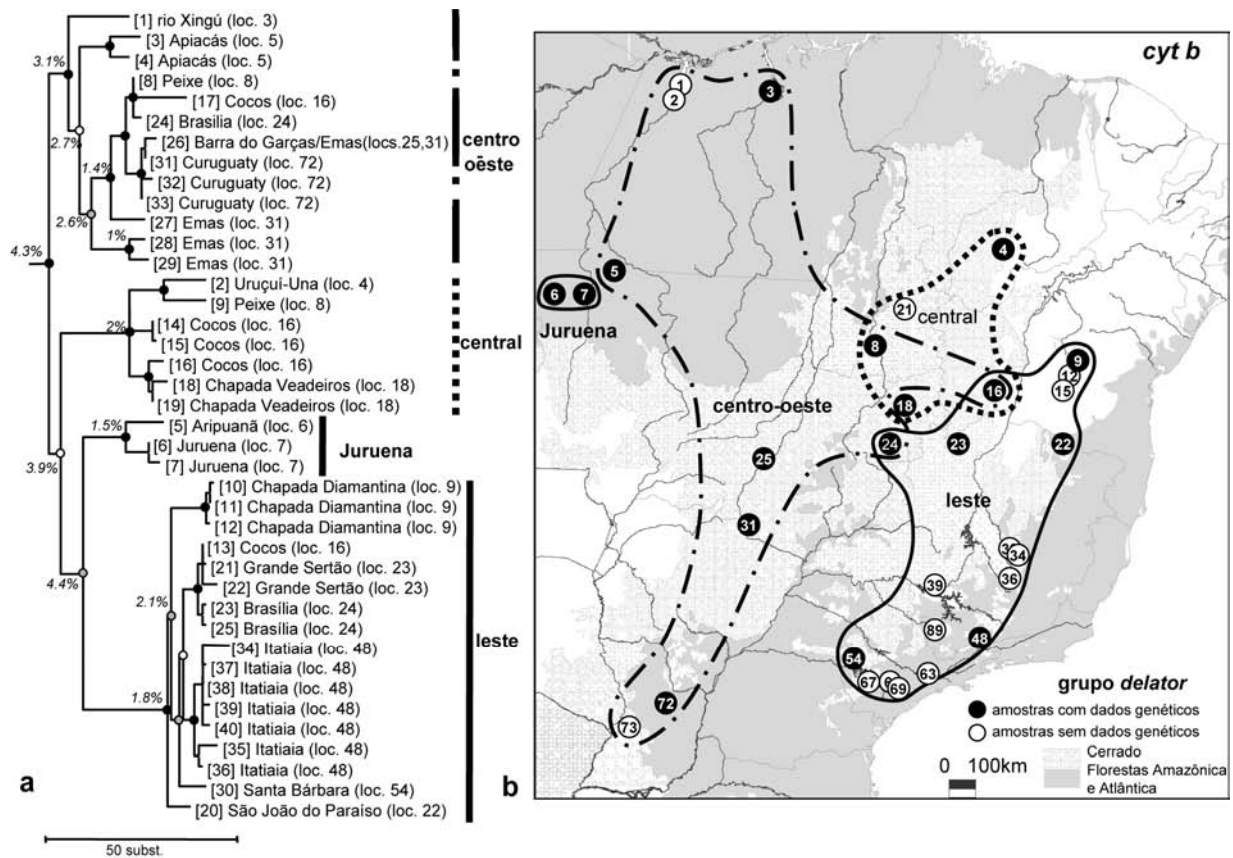 [1] rio Xingú (loc. 3)
[3] Apiacás (loc. 5)
[4] Apiacás (loc. 5)
[8] Peixe (loc. 8)
[17] Cocos (loc. 16)
[24] Brasilia (loc. 24)
[26] Barra do Garças/Emas(locs.25,31)
[31] Curuguaty (loc. 72)
[32] Curuguaty (loc. 72)
[33] Curuguaty (loc. 72)
[27] Emas (loc. 31)
[28] Emas (loc. 31)
[29] Emas (loc. 31)
[2] Uruçuí-Una (loc. 4)
[9] Peixe (loc. 8)
[14] Cocos (loc. 16)
[15] Cocos (loc. 16)
[16] Cocos (loc. 16)
[18] Chapada Veadeiros (loc. 18)
[19] Chapada Veadeiros (loc. 18)
[5] Aripuanã (loc. 6)
[6] Juruena (loc. 7)
[7] Juruena (loc. 7)
[10] Chapada Diamantina (loc. 9)
[11] Chapada Diamantina (loc. 9)
[12] Chapada Diamantina (loc. 9)
[13] Cocos (loc. 16)
[21] Grande Sertão (loc. 23)
[22] Grande Sertão (loc. 23)
[23] Brasília (loc. 24)
[25] Brasília (loc. 24)
[34] Itatiaia (loc. 48)
[37] Itatiaia (loc. 48)
[38] Itatiaia (loc. 48)
[39] Itatiaia (loc. 48)
[40] Itatiaia (loc. 48)
[35] Itatiaia (loc. 48)
[36] Itatiaia (loc. 48)
[30] Santa Bárbara (loc. 54)
[20] São João do Paraíso (loc. 22)
3.1%
2.7%
1.4%
2.6%
1%
4.3%
2%
1.5%
3.9%
4.4%
2.1%
1.8%
centro
oeste
central
Juruena
leste
a
50 subst.
cyt b
1
2
3
4
5
6
7
Juruena
21
central
8
9
12
15
16
18
centro-oeste
24
23
22
25
leste
31
34
36
39
89
48
54
63
67
69
72
73
grupo delator
amostras com dados genéticos
amostras sem dados genéticos
Cerrado
Florestas Amazônica
e Atlântica
0 100km
b